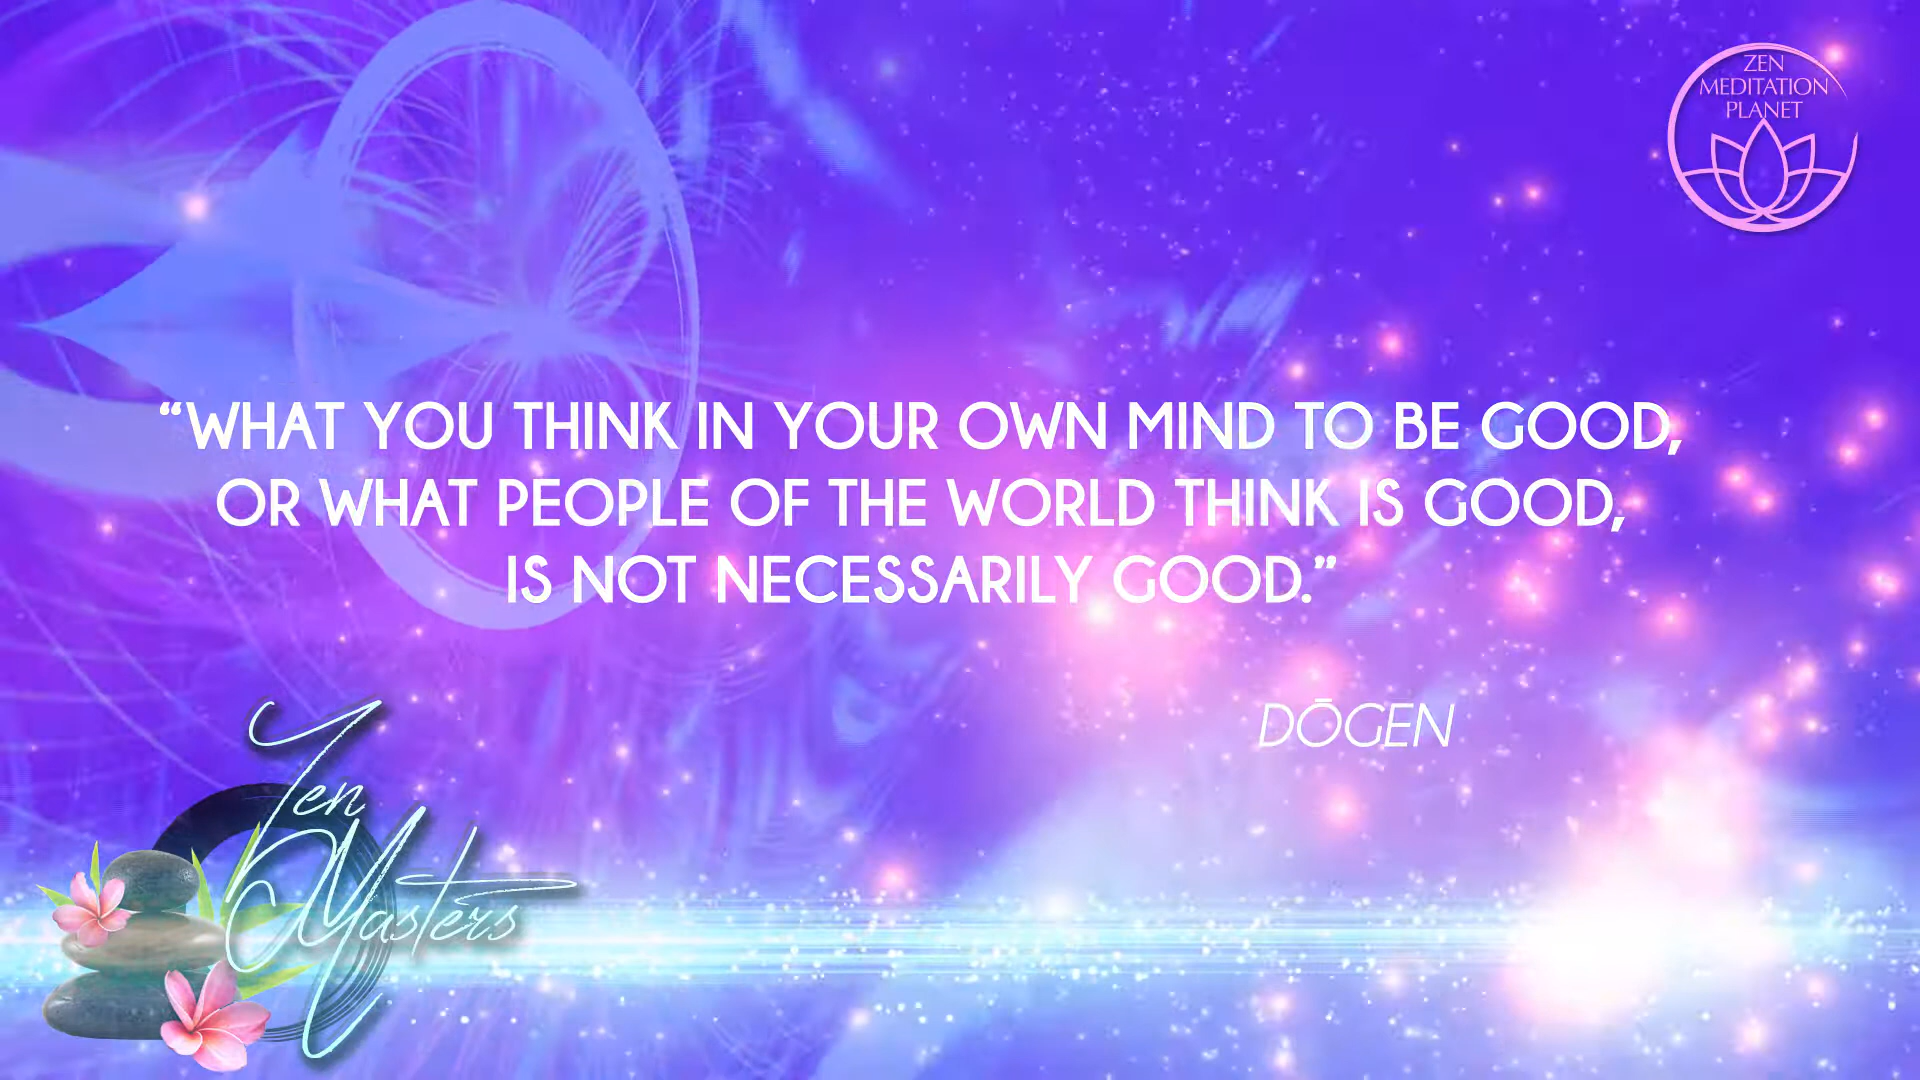 ZEN
MEDITATION
PLANET
“WHAT YOU THINK IN YOUR OWN MIND TO BE GOOD,
OR WHAT PEOPLE OF THE WORLD THINK IS GOOD,
IS NOT NECESSARILY GOOD.”
DŌGEN
Zen
Masters